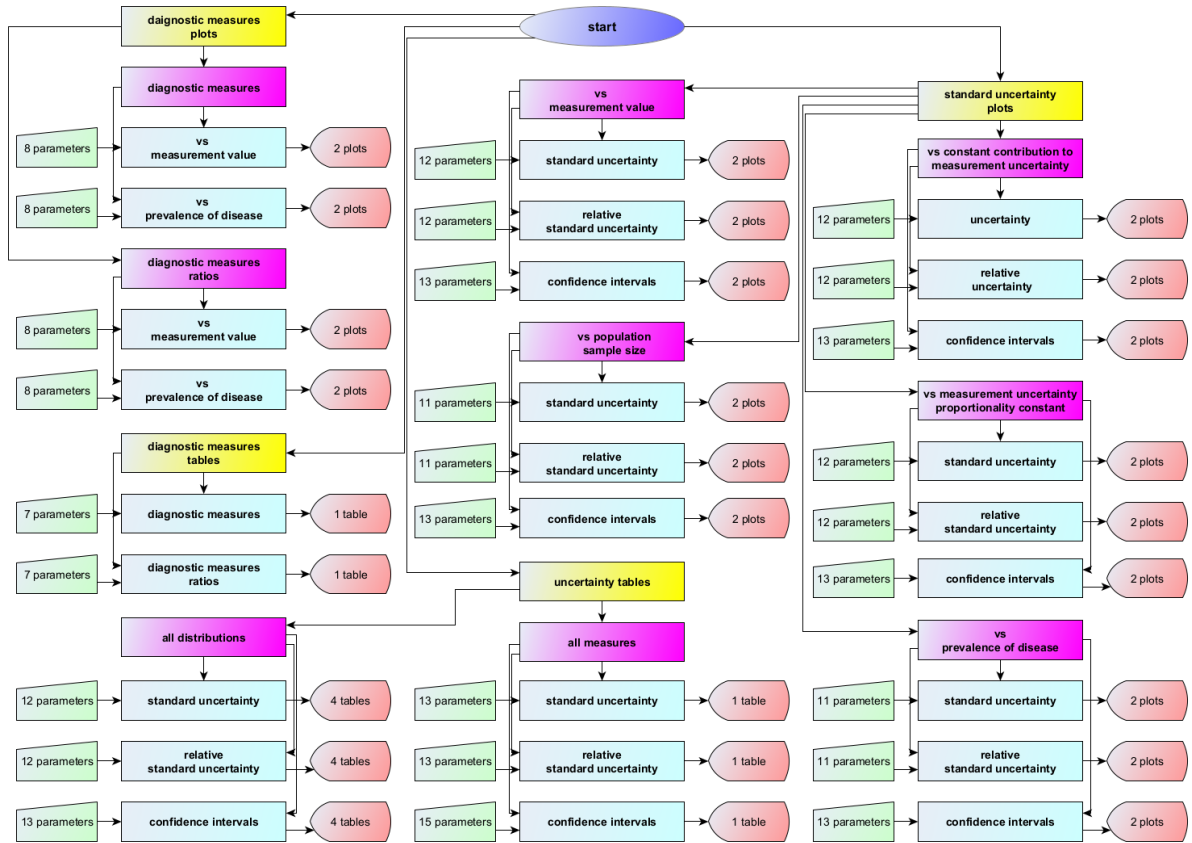 start
daignostic measures
plots
diagnostic measures
8 parameters
vs
measurement value
2 plots
8 parameters
vs
prevalence of disease
2 plots
diagnostic measures
ratios
8 parameters
vs
measurement value
2 plots
8 parameters
vs
prevalence of disease
2 plots
diagnostic measures
tables
7 parameters
diagnostic measures
1 table
7 parameters
diagnostic measures
ratios
1 table
all distributions
12 parameters
standard uncertainty
4 tables
12 parameters
relative
standard uncertainty
4 tables
13 parameters
confidence intervals
4 tables
vs
measurement value
12 parameters
standard uncertainty
2 plots
12 parameters
relative
standard uncertainty
2 plots
13 parameters
confidence intervals
2 plots
vs population
sample size
11 parameters
standard uncertainty
2 plots
11 parameters
relative
standard uncertainty
2 plots
13 parameters
confidence intervals
2 plots
uncertainty tables
all measures
13 parameters
standard uncertainty
1 table
13 parameters
relative
standard uncertainty
1 table
15 parameters
confidence intervals
1 table
standard uncertainty
plots
vs constant contribution to
measurement uncertainty
12 parameters
uncertainty
2 plots
12 parameters
relative
uncertainty
2 plots
13 parameters
confidence intervals
2 plots
vs measurement uncertainty
proportionality constant
12 parameters
standard uncertainty
2 plots
12 parameters
relative
standard uncertainty
2 plots
13 parameters
confidence intervals
2 plots
vs
prevalence of disease
11 parameters
standard uncertainty
2 plots
11 parameters
relative
standard uncertainty
2 plots
13 parameters
confidence intervals
2 plots